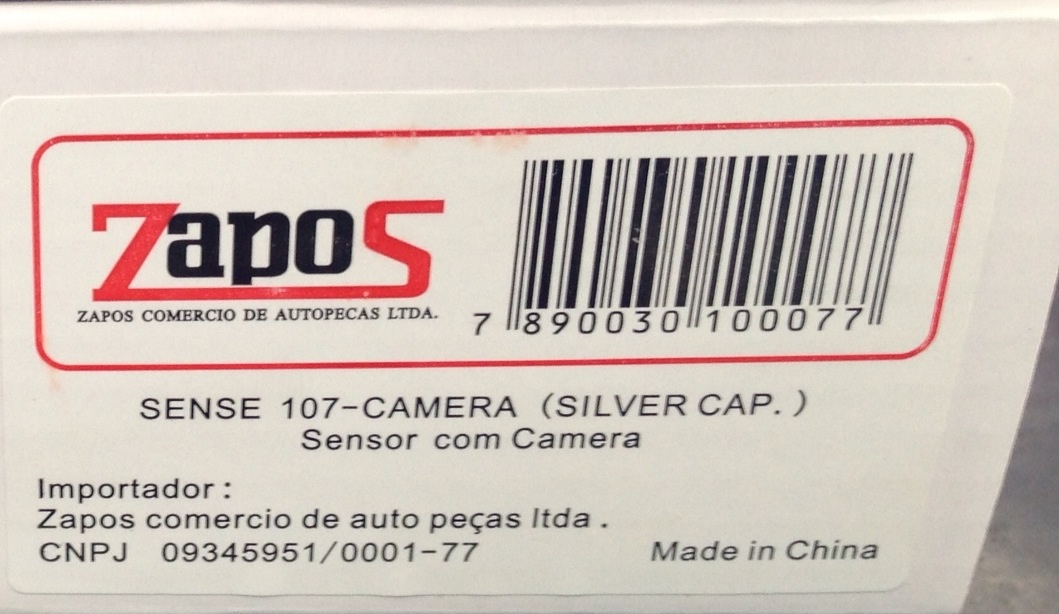 Zapos
ZAPOS COMERCIO DE AUTOPECAS LTDA.
7 890030 100077
SENSE 107-CAMERA (SILVER CAP.)
Sensor com Camera
Importador:
Zapos comercio de auto peças ltda.
CNPJ 09345951/0001-77
Made in China